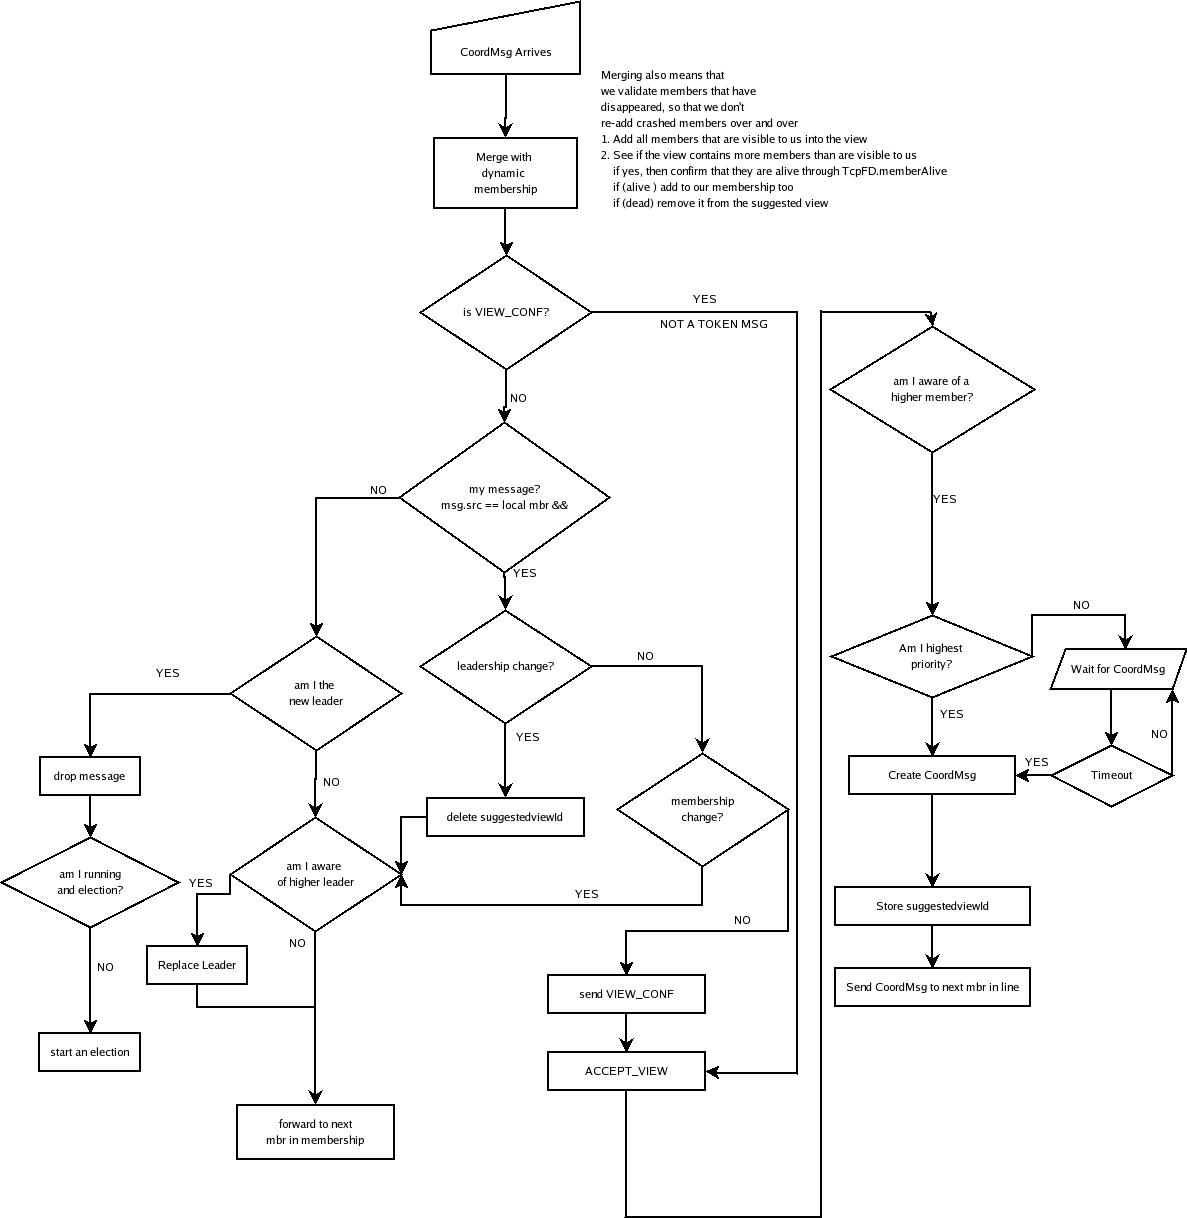 CoordMsg Arrives
Merging also means that
we validate members that have
disappeared, so that we don't
re-add crashed members over and over
1. Add all members that are visible to us into the view
2. See if the view contains more members than are visible to us
if yes, then confirm that they are alive through TcpFD.memberAlive
if (alive ) add to our membership too
if (dead) remove it from the suggested view
Merge with
dynamic
membership
is VIEW_CONF?
YES
NOT A TOKEN MSG
NO
am I aware of a
higher member?
YES
my message?
msg.src == local mbr &&
NO
YES
leadership change?
NO
YES
am I the
new leader
YES
NO
drop message
am I running
and election?
NO
start an election
delete suggestedviewId
membership
change?
YES
NO
am I aware
of higher leader
YES
NO
Replace Leader
forward to next
mbr in membership
send VIEW_CONF
ACCEPT_VIEW
Am I highest
priority?
NO
YES
Wait for CoordMsg
NO
Timeout
YES
Create CoordMsg
Store suggestedviewId
Send CoordMsg to next mbr in line